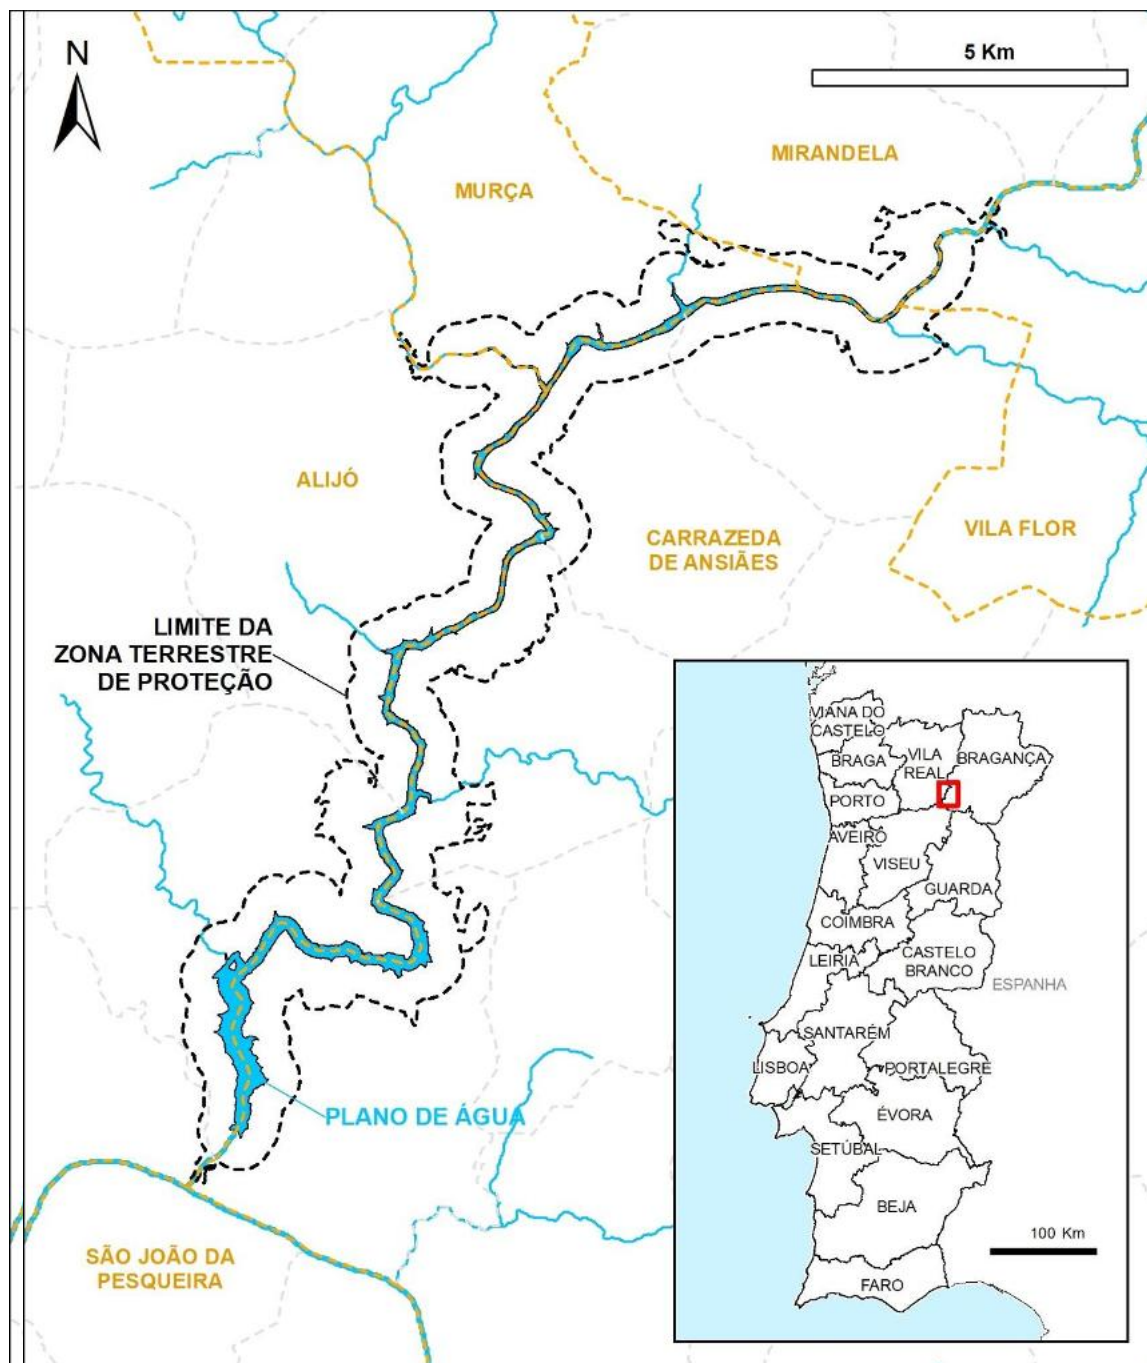 N
5 Km
MIRANDELA
MURÇA
ALIJÓ
CARRAZEDA
DE ANSIÃES
VILA FLOR
LIMITE DA
ZONA TERRESTRE
DE PROTEÇÃO
PLANO DE ÁGUA
SÃO JOÃO DA
PESQUEIRA
VIANA DO
CASTELO
BRAGA
VILA
REAL
BRAGANÇA
PORTO
AVEIRO
VISEU
GUARDA
COIMBRA
LEIRIA
CASTELO
BRANCO
ESPANHA
SANTARÉM
LISBOA
PORTALEGRE
ÉVORA
SETÚBAL
BEJA
100 Km
FARO